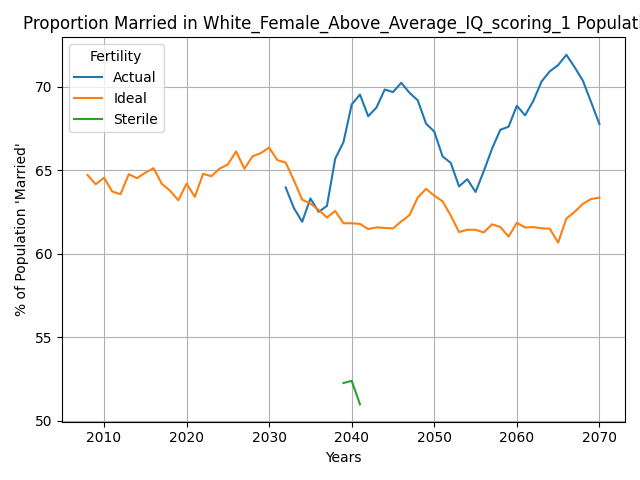 Proportion Married in White_Female_Above_Average_IQ_scoring_1 Populati
Fertility
Actual
Ideal
Sterile
% of Population 'Married'
70
65
60
55
50
2010 2020 2030 2040 2050 2060 2070
Years